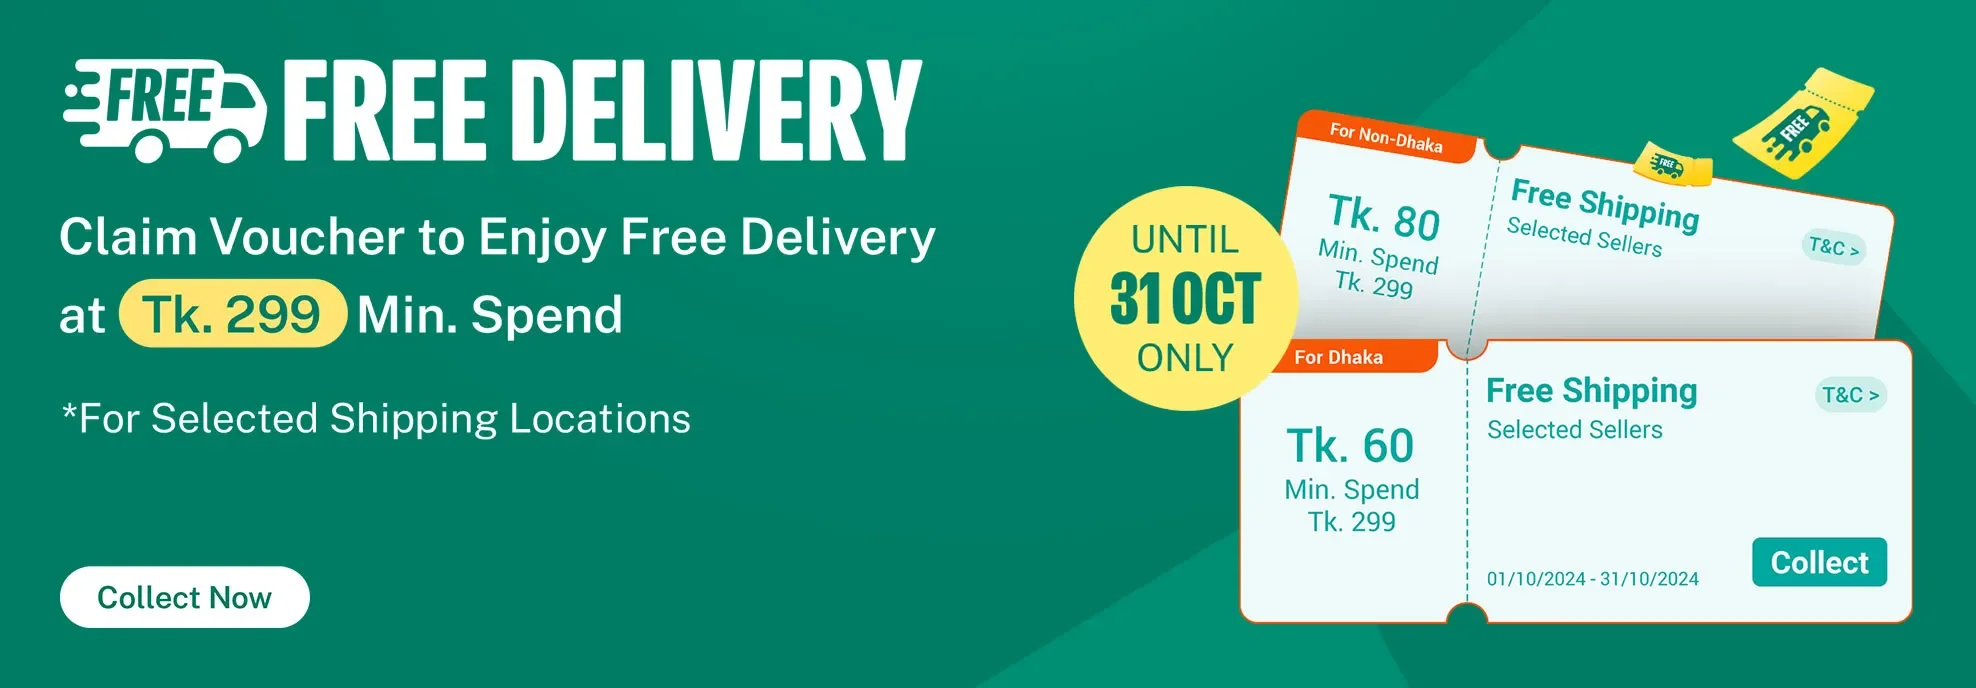 FREE FREE DELIVERY
Claim Voucher to Enjoy Free Delivery
at Tk. 299 Min. Spend
*For Selected Shipping Locations
Collect Now
UNTIL
31 OCT
ONLY
For Non-Dhaka
Tk. 80
Min. Spend
Tk. 299
Free Shipping
Selected Sellers
T&C >
FREE
FREE
For Dhaka
Tk. 60
Min. Spend
Tk. 299
Free Shipping
Selected Sellers
T&C >
01/10/2024 - 31/10/2024
Collect